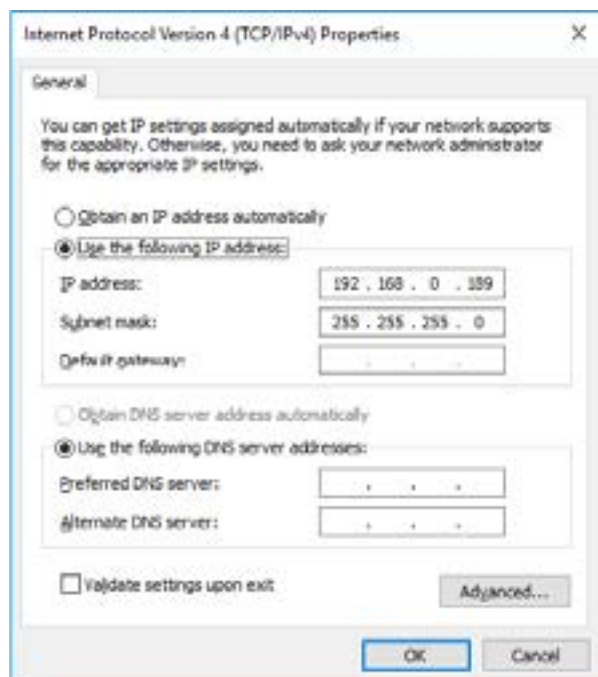 Internet Protocol Version 4 (TCP/IPv4) Properties
General
You can get IP settings assigned automatically if your network supports
this capability. Otherwise, you need to ask your network administrator
for the appropriate IP settings.
Obtain an IP address automatically
Use the following IP address:
IP address: 192 . 168 . 0 . 189
Subnet mask: 255 . 255 . 255 . 0
Default gateway: . . .
Obtain DNS server address automatically
Use the following DNS server addresses:
Preferred DNS server: . . .
Alternate DNS server: . . .
Validate settings upon exit
Advanced...
OK Cancel